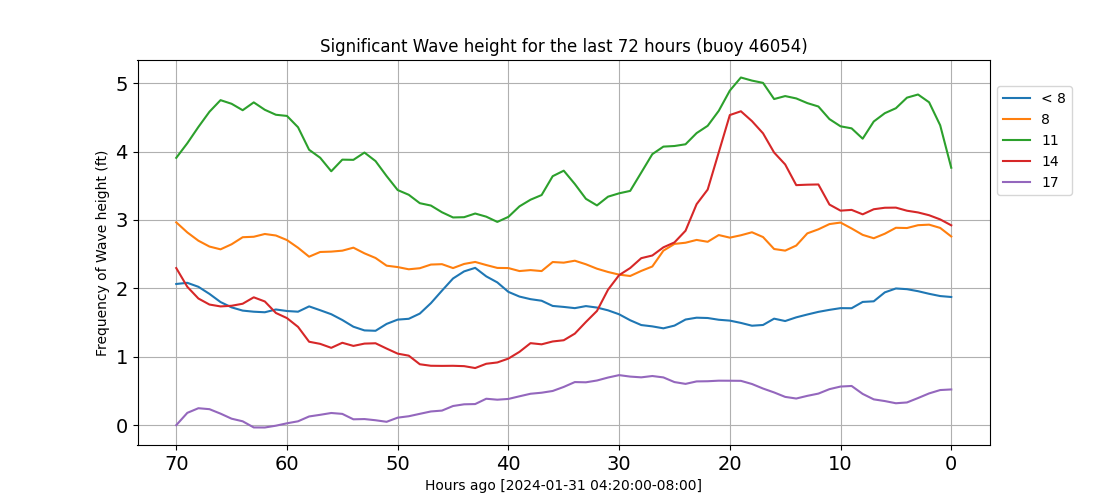 Significant Wave height for the last 72 hours (buoy 46054)
Frequency of Wave height (ft)
5
4
3
2
1
0
70 60 50 40 30 20 10 0
Hours ago [2024-01-31 04:20:00-08:00]
< 8
8
11
14
17